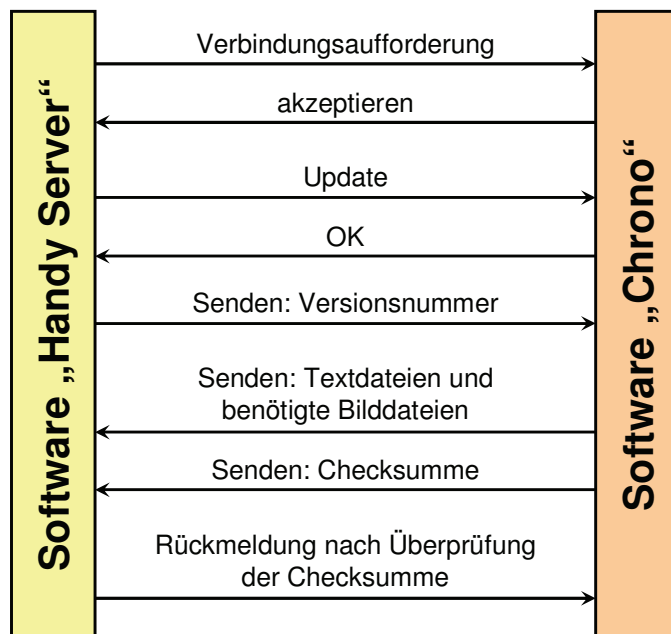 Software „Handy Server“
Verbindungsaufforderung
akzeptieren
Update
OK
Senden: Versionsnummer
Senden: Textdateien und
benötigte Bilddateien
Senden: Checksumme
Rückmeldung nach Überprüfung
der Checksumme
Software „Chrono“